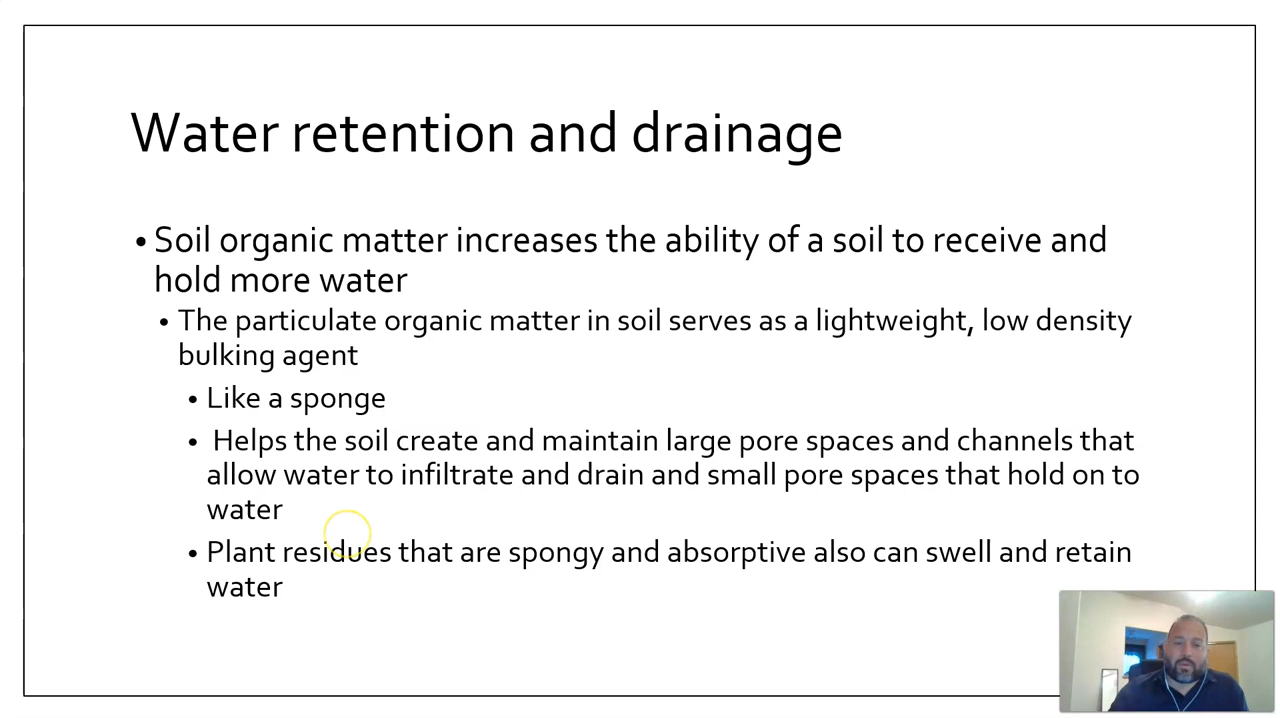 Water retention and drainage
• Soil organic matter increases the ability of a soil to receive and
hold more water
• The particulate organic matter in soil serves as a lightweight, low density
bulking agent
• Like a sponge
• Helps the soil create and maintain large pore spaces and channels that
allow water to infiltrate and drain and small pore spaces that hold on to
water
• Plant residues that are spongy and absorptive also can swell and retain
water